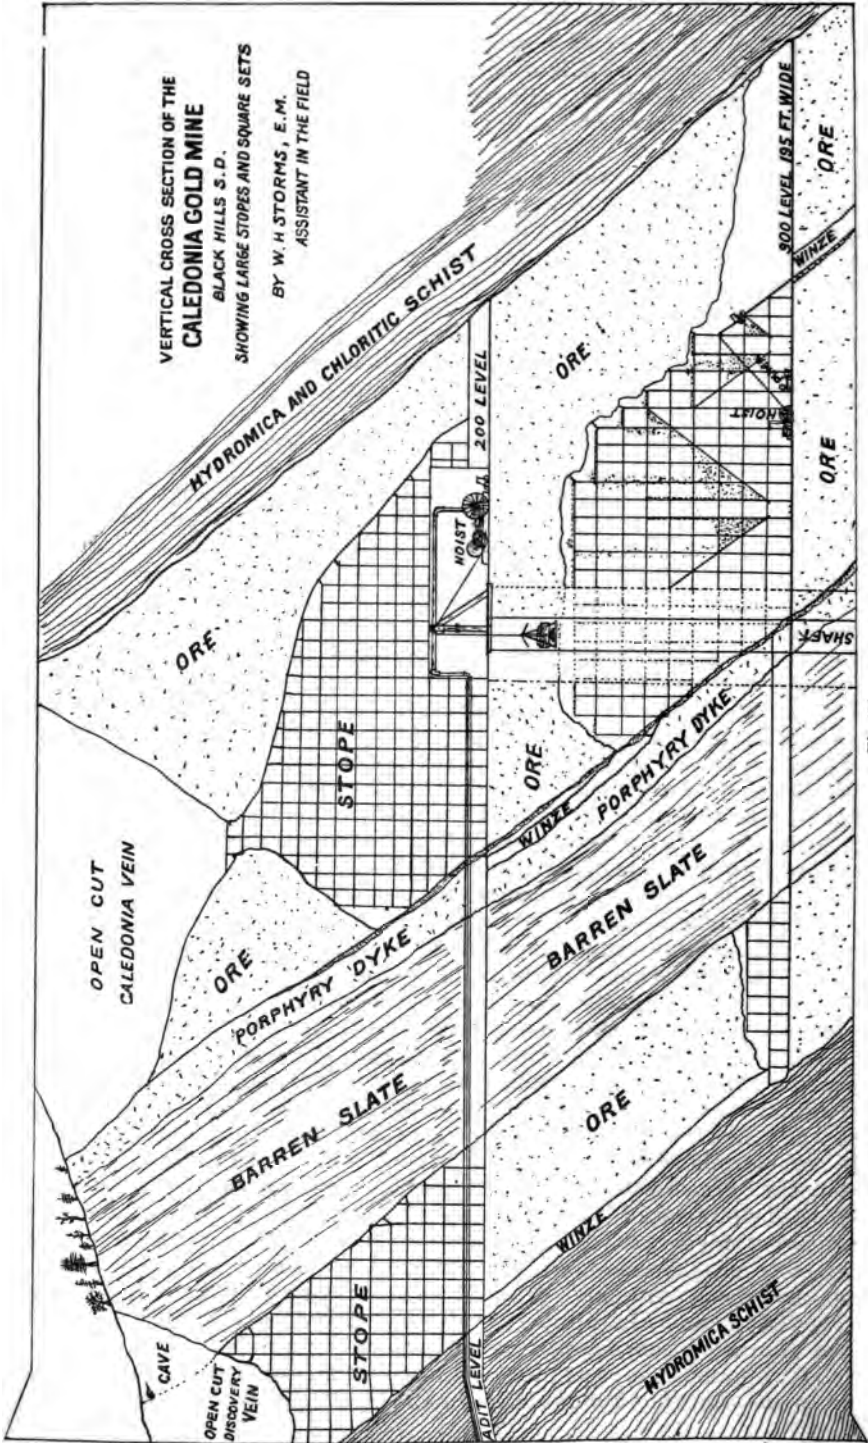 VERTICAL CROSS SECTION OF THE
CALEDONIA GOLD MINE
BLACK HILLS S.D.
SHOWING LARGE STOPES AND SQUARE SETS
BY W. H STORMS, E.M.
ASSISTANT IN THE FIELD
OPEN CUT
CALEDONIA VEIN
CAVE
OPEN CUT
DISCOVERY
VEIN
HYDROMICA AND CHLORITIC SCHIST
ORE
ORE
STOPE
PORPHYRY DYKE
BARREN SLATE
STOPE
HOIST
200 LEVEL
ADIT LEVEL
ORE
ORE
WINZE
PORPHYRY DYKE
BARREN SLATE
ORE
WINZE
HYDROMICA SCHIST
HOIST
PUMP
300 LEVEL 195 FT. WIDE
WINZE
SHAFT
ORE
ORE